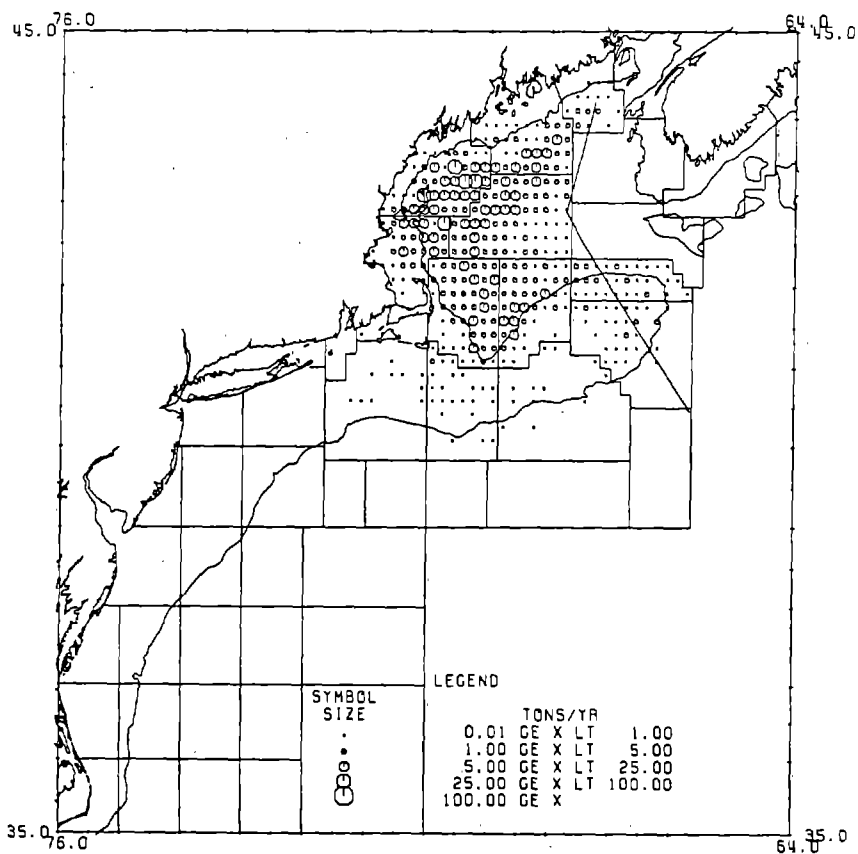 76.0
64.0
45.0
45.0
LEGEND
SYMBOL
SIZE
TONS/YR
0.01 GE X LT 1.00
1.00 GE X LT 5.00
5.00 GE X LT 25.00
25.00 GE X LT 100.00
100.00 GE X
35.0
35.0
76.0
64.0